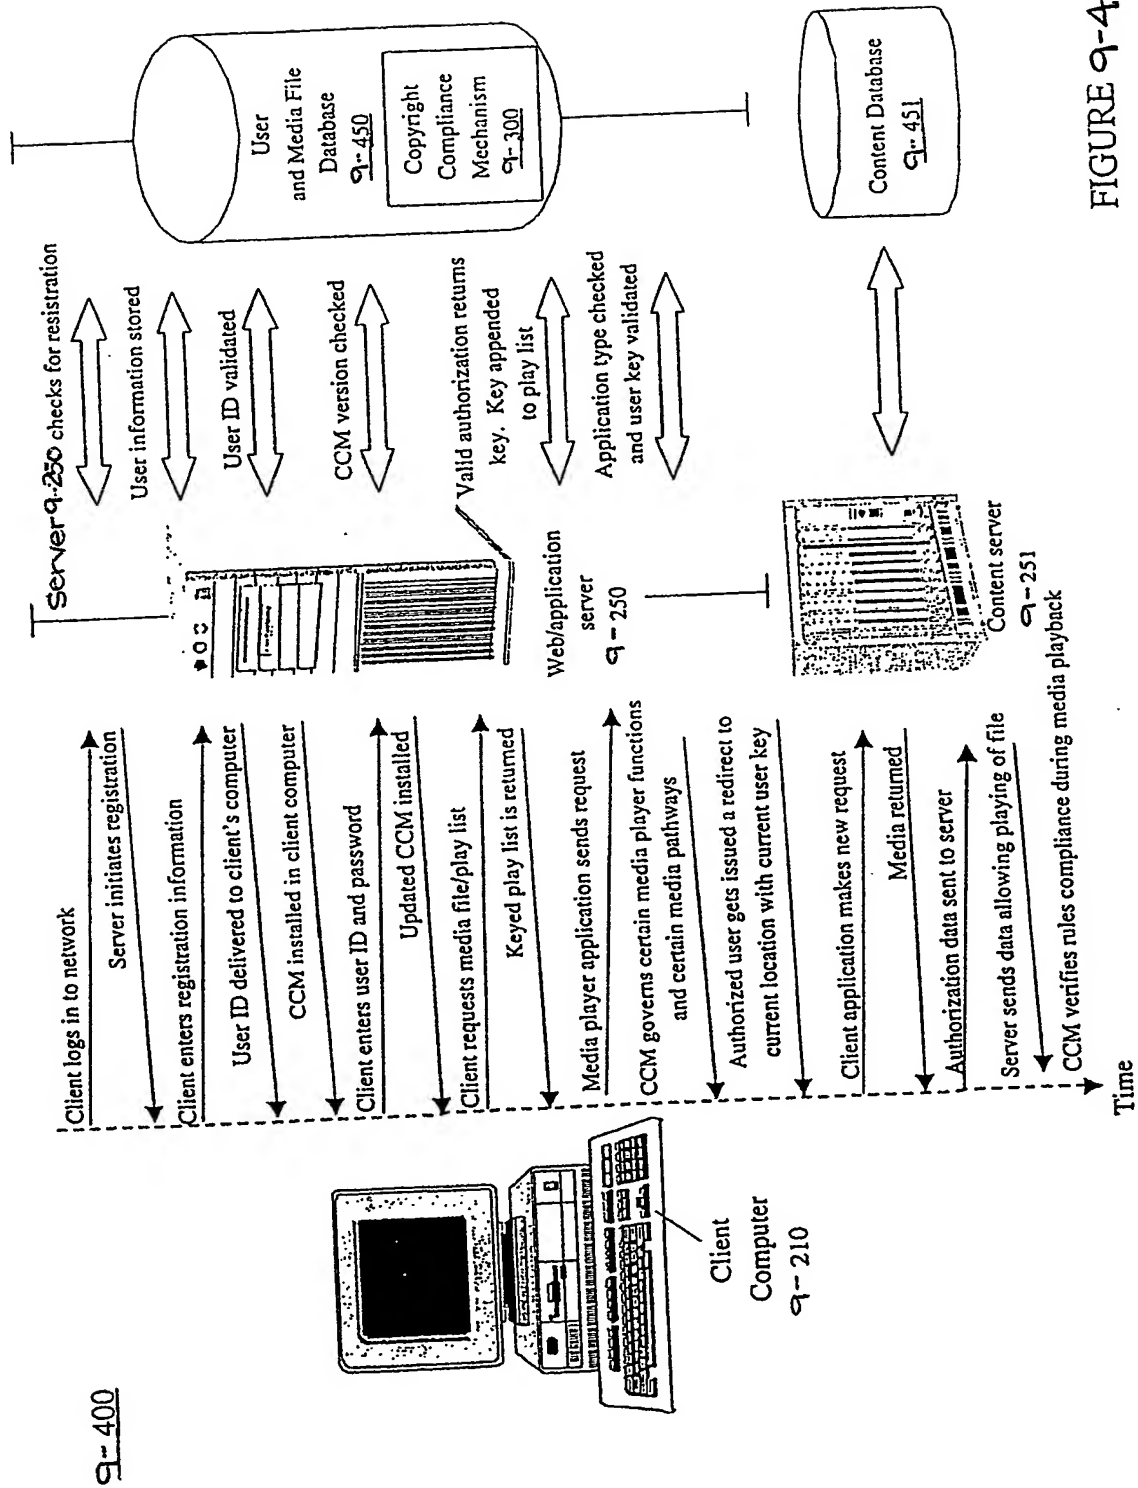 9-400
Client
Computer
9-210
Client logs in to network
Server initiates registration
Client enters registration information
User ID delivered to client's computer
CCM installed in client computer
Client enters user ID and password
Updated CCM installed
Client requests media file/play list
Keyed play list is returned
Media player application sends request
CCM governs certain media player functions
and certain media pathways
Authorized user gets issued a redirect to
current location with current user key
Client application makes new request
Media returned
Authorization data sent to server
Server sends data allowing playing of file
CCM verifies rules compliance during media playback
Time
Web/application
server
9-250
Content server
9-251
Server 9-250 checks for resistration
User information stored
User ID validated
CCM version checked
Valid authorization returns
key. Key appended
to play list
Application type checked
and user key validated
User
and Media File
Database
9-450
Copyright
Compliance
Mechanism
9-300
Content Database
9-451
FIGURE 9-4